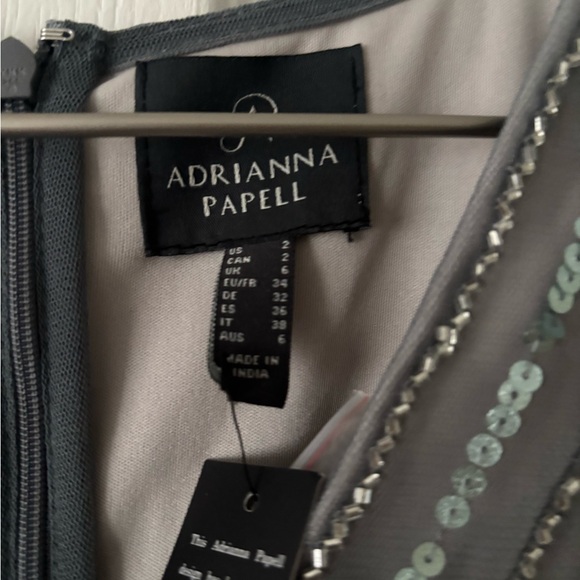 ADRIANNA
PAPELL
US 2
CAN 2
UK 6
EU/FR 34
DE 32
ES 36
IT 38
AUS 6
MADE IN
INDIA
This Adrianna Papell
design